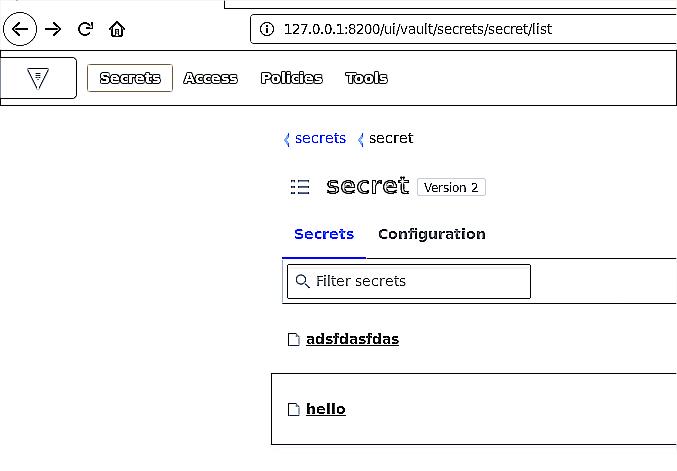 127.0.0.1:8200/ui/vault/secrets/secret/list
Secrets Access Policies Tools
secrets secret
secret Version 2
Secrets Configuration
Filter secrets
adsfdasfdas
hello